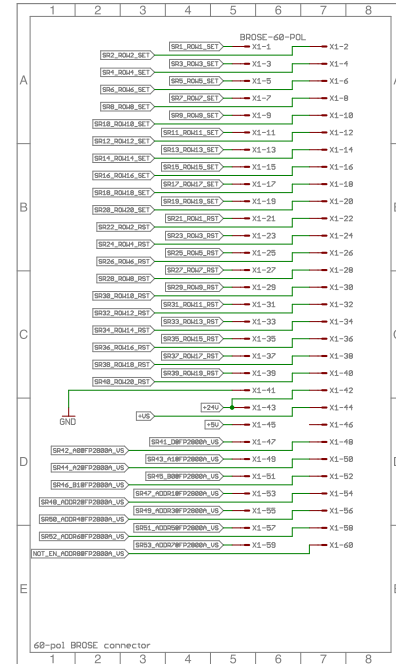 1 2 3 4 5 6 7 8
BROSE-60-POL
SR1_ROW1_SET X1-1 X1-2
SR2_ROW2_SET
SR3_ROW3_SET X1-3 X1-4
SR4_ROW4_SET
SR5_ROW5_SET X1-5 X1-6
A A
SR6_ROW6_SET
SR7_ROW7_SET X1-7 X1-8
SR8_ROW8_SET
SR9_ROW9_SET X1-9 X1-10
SR10_ROW10_SET
SR11_ROW11_SET X1-11 X1-12
SR12_ROW12_SET
SR13_ROW13_SET X1-13 X1-14
SR14_ROW14_SET
SR15_ROW15_SET X1-15 X1-16
SR16_ROW16_SET
SR17_ROW17_SET X1-17 X1-18
SR18_ROW18_SET
SR19_ROW19_SET X1-19 X1-20
B
SR20_ROW20_SET
SR21_ROW1_RST X1-21 X1-22
SR22_ROW2_RST
SR23_ROW3_RST X1-23 X1-24
SR24_ROW4_RST
SR25_ROW5_RST X1-25 X1-26
SR26_ROW6_RST
SR27_ROW7_RST X1-27 X1-28
SR28_ROW8_RST
SR29_ROW9_RST X1-29 X1-30
SR30_ROW10_RST
SR31_ROW11_RST X1-31 X1-32
SR32_ROW12_RST
SR33_ROW13_RST X1-33 X1-34
C
SR34_ROW14_RST
SR35_ROW15_RST X1-35 X1-36
SR36_ROW16_RST
SR37_ROW17_RST X1-37 X1-38
SR38_ROW18_RST
SR39_ROW19_RST X1-39 X1-40
SR40_ROW20_RST
X1-41 X1-42
+24V X1-43 X1-44
+VS
GND
+5V X1-45 X1-46
SR41_D@FP2800A_VS X1-47 X1-48
SR42_A0@FP2800A_VS
SR43_A1@FP2800A_VS X1-49 X1-50
D
SR44_A2@FP2800A_VS
SR45_B0@FP2800A_VS X1-51 X1-52
SR46_B1@FP2800A_VS
SR47_ADDR1@FP2800A_VS X1-53 X1-54
SR48_ADDR2@FP2800A_VS
SR49_ADDR3@FP2800A_VS X1-55 X1-56
SR50_ADDR4@FP2800A_VS
SR51_ADDR5@FP2800A_VS X1-57 X1-58
SR52_ADDR6@FP2800A_VS
SR53_ADDR7@FP2800A_VS X1-59 X1-60
NOT_EN_ADDR8@FP2800A_VS
E
60-pol BROSE connector
1 2 3 4 5 6 7 8